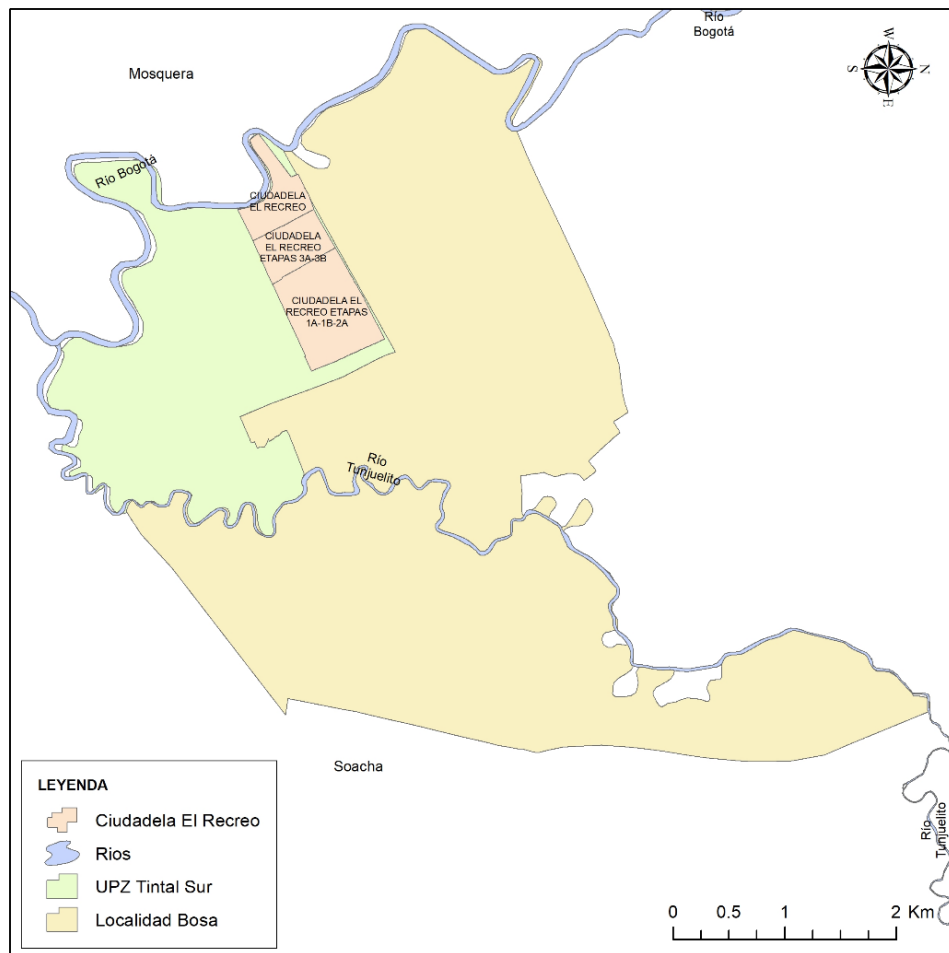 Río
Bogotá
Mosquera
W
S
N
E
Río Bogotá
CIUDADELA
EL RECREO
CIUDADELA
EL RECREO
ETAPAS 3A-3B
CIUDADELA EL
RECREO ETAPAS
1A-1B-2A
Río
Tunjuelito
Soacha
Río
Tunjuelito
LEYENDA
Ciudadela El Recreo
Rios
UPZ Tintal Sur
Localidad Bosa
0 0.5 1 2 Km